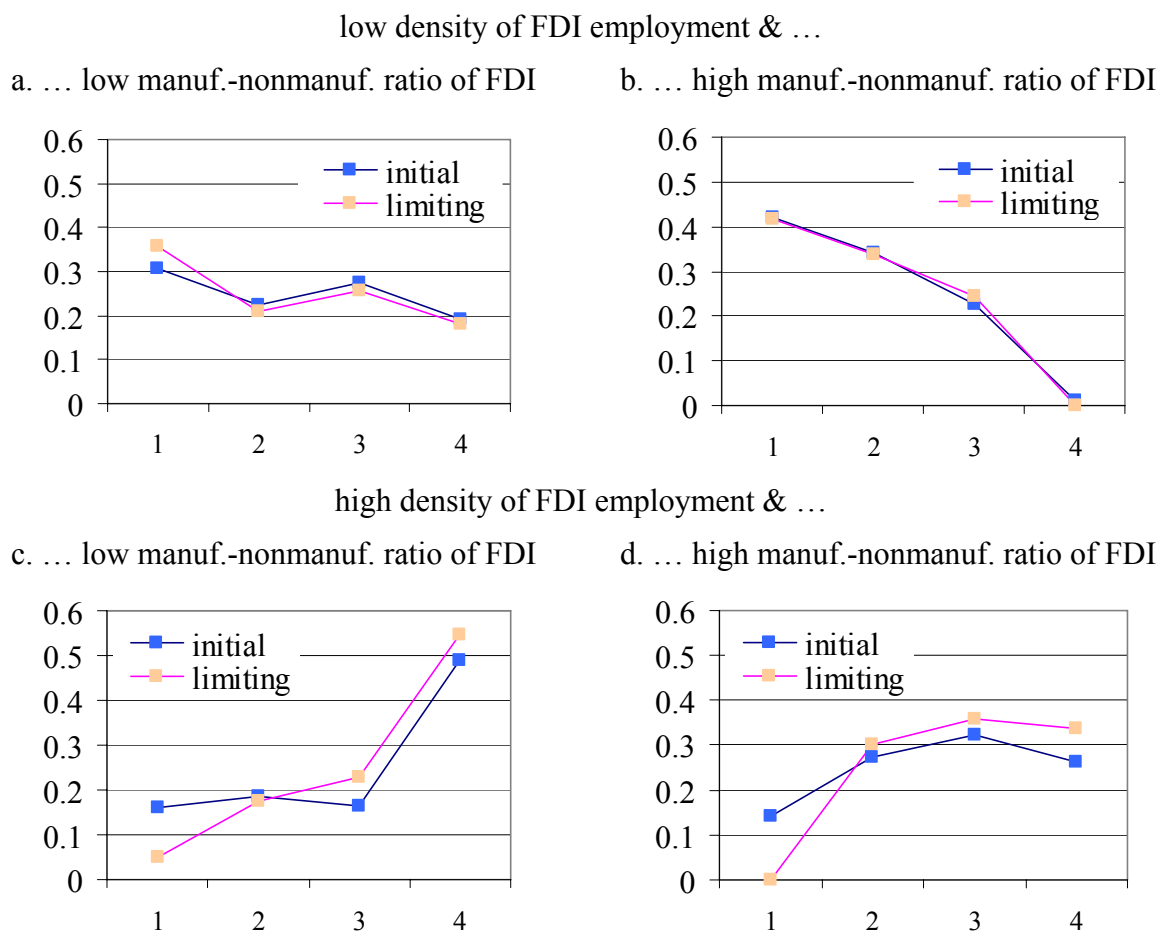 low density of FDI employment & …
a. … low manuf.-nonmanuf. ratio of FDI
b. … high manuf.-nonmanuf. ratio of FDI
0.6
0.5
0.4
0.3
0.2
0.1
0
initial
limiting
1 2 3 4
0.6
0.5
0.4
0.3
0.2
0.1
0
initial
limiting
1 2 3 4
high density of FDI employment & …
c. … low manuf.-nonmanuf. ratio of FDI
d. … high manuf.-nonmanuf. ratio of FDI
0.6
0.5
0.4
0.3
0.2
0.1
0
initial
limiting
1 2 3 4
0.6
0.5
0.4
0.3
0.2
0.1
0
initial
limiting
1 2 3 4